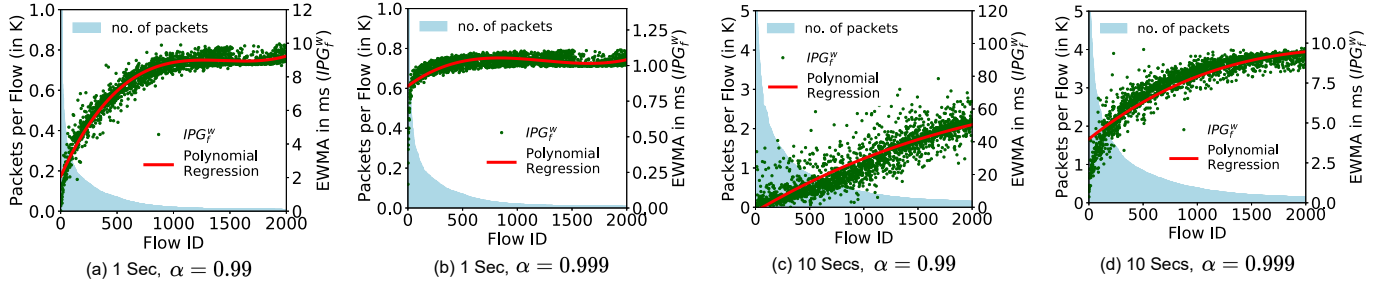 no. of packets
IPG_f^w
Polynomial
Regression
Packets per Flow (in K)
1.0
0.8
0.6
0.4
0.2
0.0
EWMA in ms (IPG_f^w)
12
10
8
6
4
2
0
0 500 1000 1500 2000
Flow ID
(a) 1 Sec, α = 0.99
no. of packets
IPG_f^w
Polynomial
Regression
Packets per Flow (in K)
1.0
0.8
0.6
0.4
0.2
0.0
EWMA in ms (IPG_f^w)
1.25
1.00
0.75
0.50
0.25
0.00
0 500 1000 1500 2000
Flow ID
(b) 1 Sec, α = 0.999
no. of packets
IPG_f^w
Polynomial
Regression
Packets per Flow (in K)
5
4
3
2
1
0
EWMA in ms (IPG_f^w)
120
100
80
60
40
20
0
0 500 1000 1500 2000
Flow ID
(c) 10 Secs, α = 0.99
no. of packets
IPG_f^w
Polynomial
Regression
Packets per Flow (in K)
5
4
3
2
1
0
EWMA in ms (IPG_f^w)
10.0
7.5
5.0
2.5
0.0
0 500 1000 1500 2000
Flow ID
(d) 10 Secs, α = 0.999